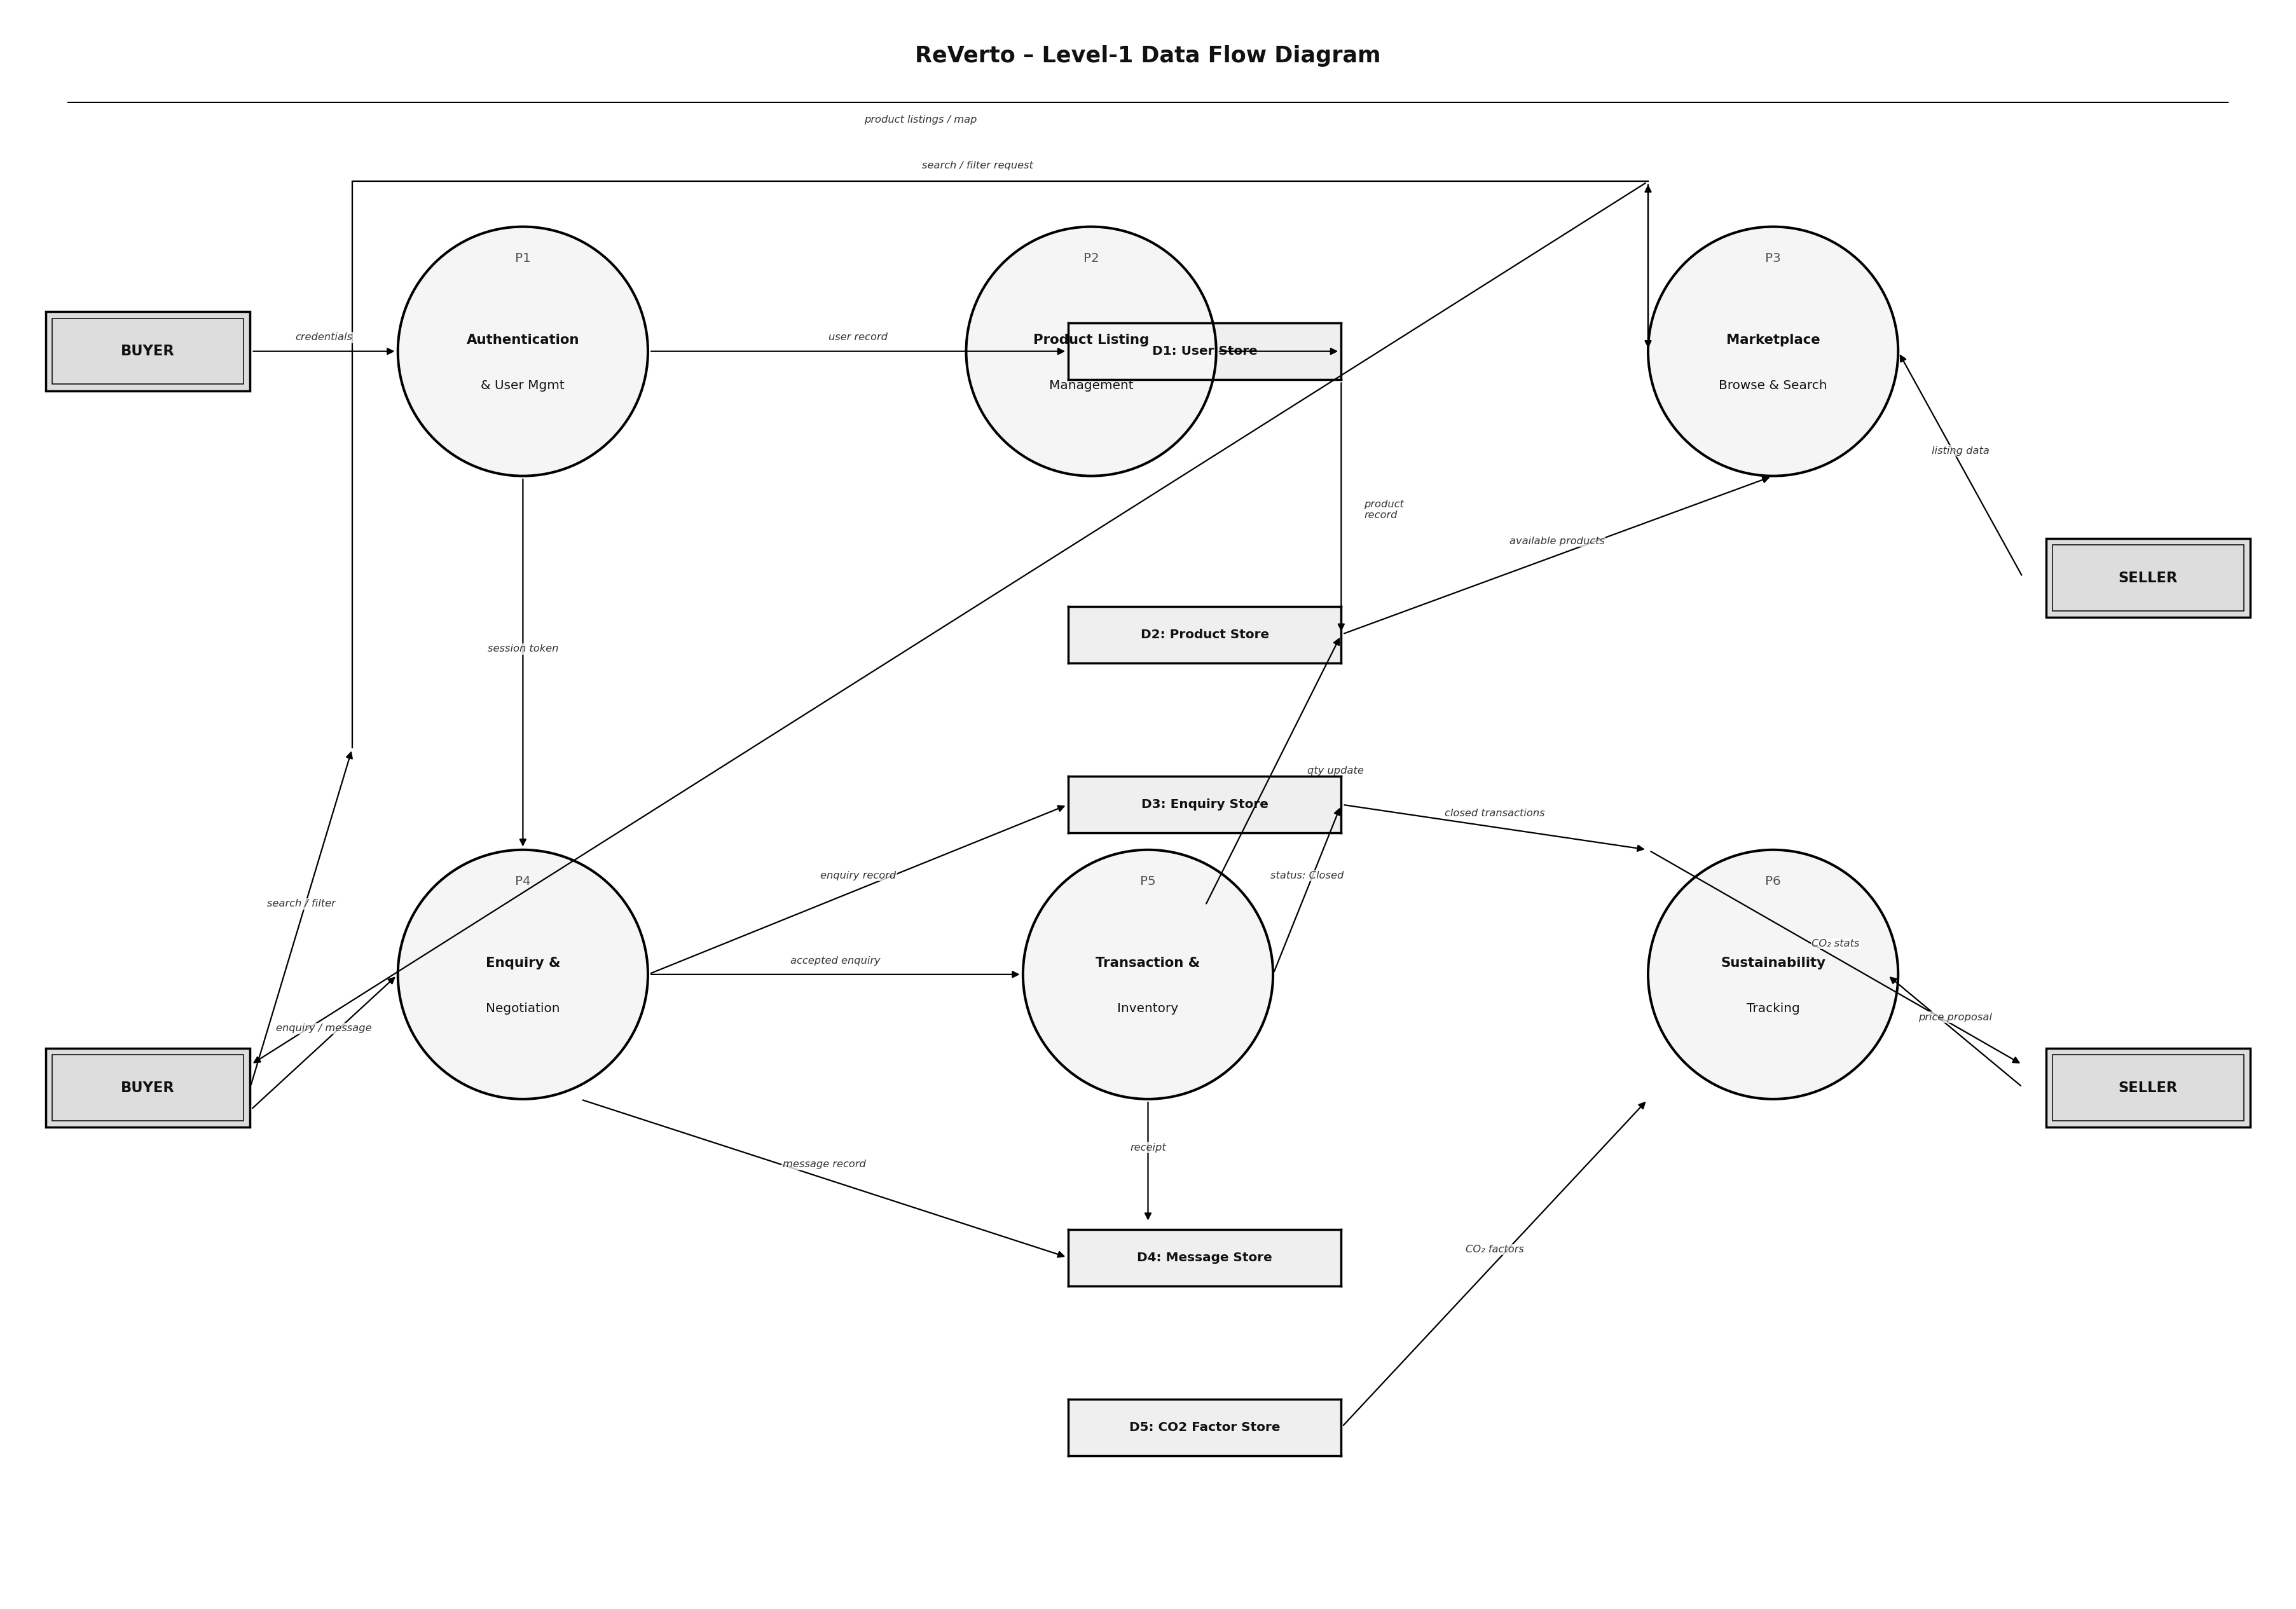 ReVerto – Level-1 Data Flow Diagram
product listings / map
search / filter request
P1
Authentication
& User Mgmt
P2
Product Listing
Management
P3
Marketplace
Browse & Search
BUYER
credentials
user record
D1: User Store
listing data
product
record
available products
SELLER
session token
D2: Product Store
qty update
D3: Enquiry Store
closed transactions
enquiry record
status: Closed
search / filter
P4
Enquiry &
Negotiation
P5
Transaction &
Inventory
P6
Sustainability
Tracking
accepted enquiry
CO₂ stats
price proposal
enquiry / message
BUYER
SELLER
receipt
message record
D4: Message Store
CO₂ factors
D5: CO2 Factor Store